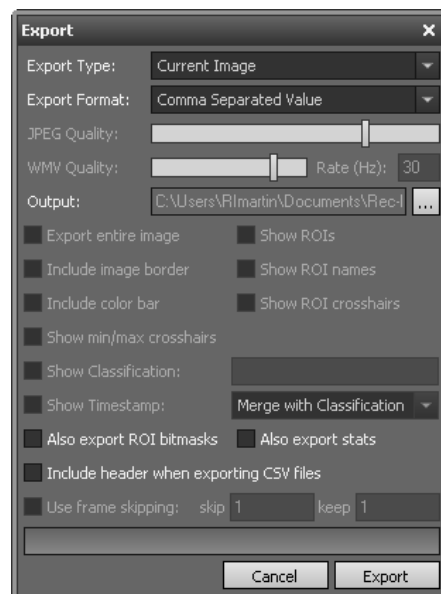 Export
Export Type: Current Image
Export Format: Comma Separated Value
JPEG Quality:
WMV Quality: Rate (Hz): 30
Output: C:\Users\RImartin\Documents\Rec-I ...
Export entire image Show ROIs
Include image border Show ROI names
Include color bar Show ROI crosshairs
Show min/max crosshairs
Show Classification:
Show Timestamp: Merge with Classification
Also export ROI bitmasks Also export stats
Include header when exporting CSV files
Use frame skipping: skip 1 keep 1
Cancel Export